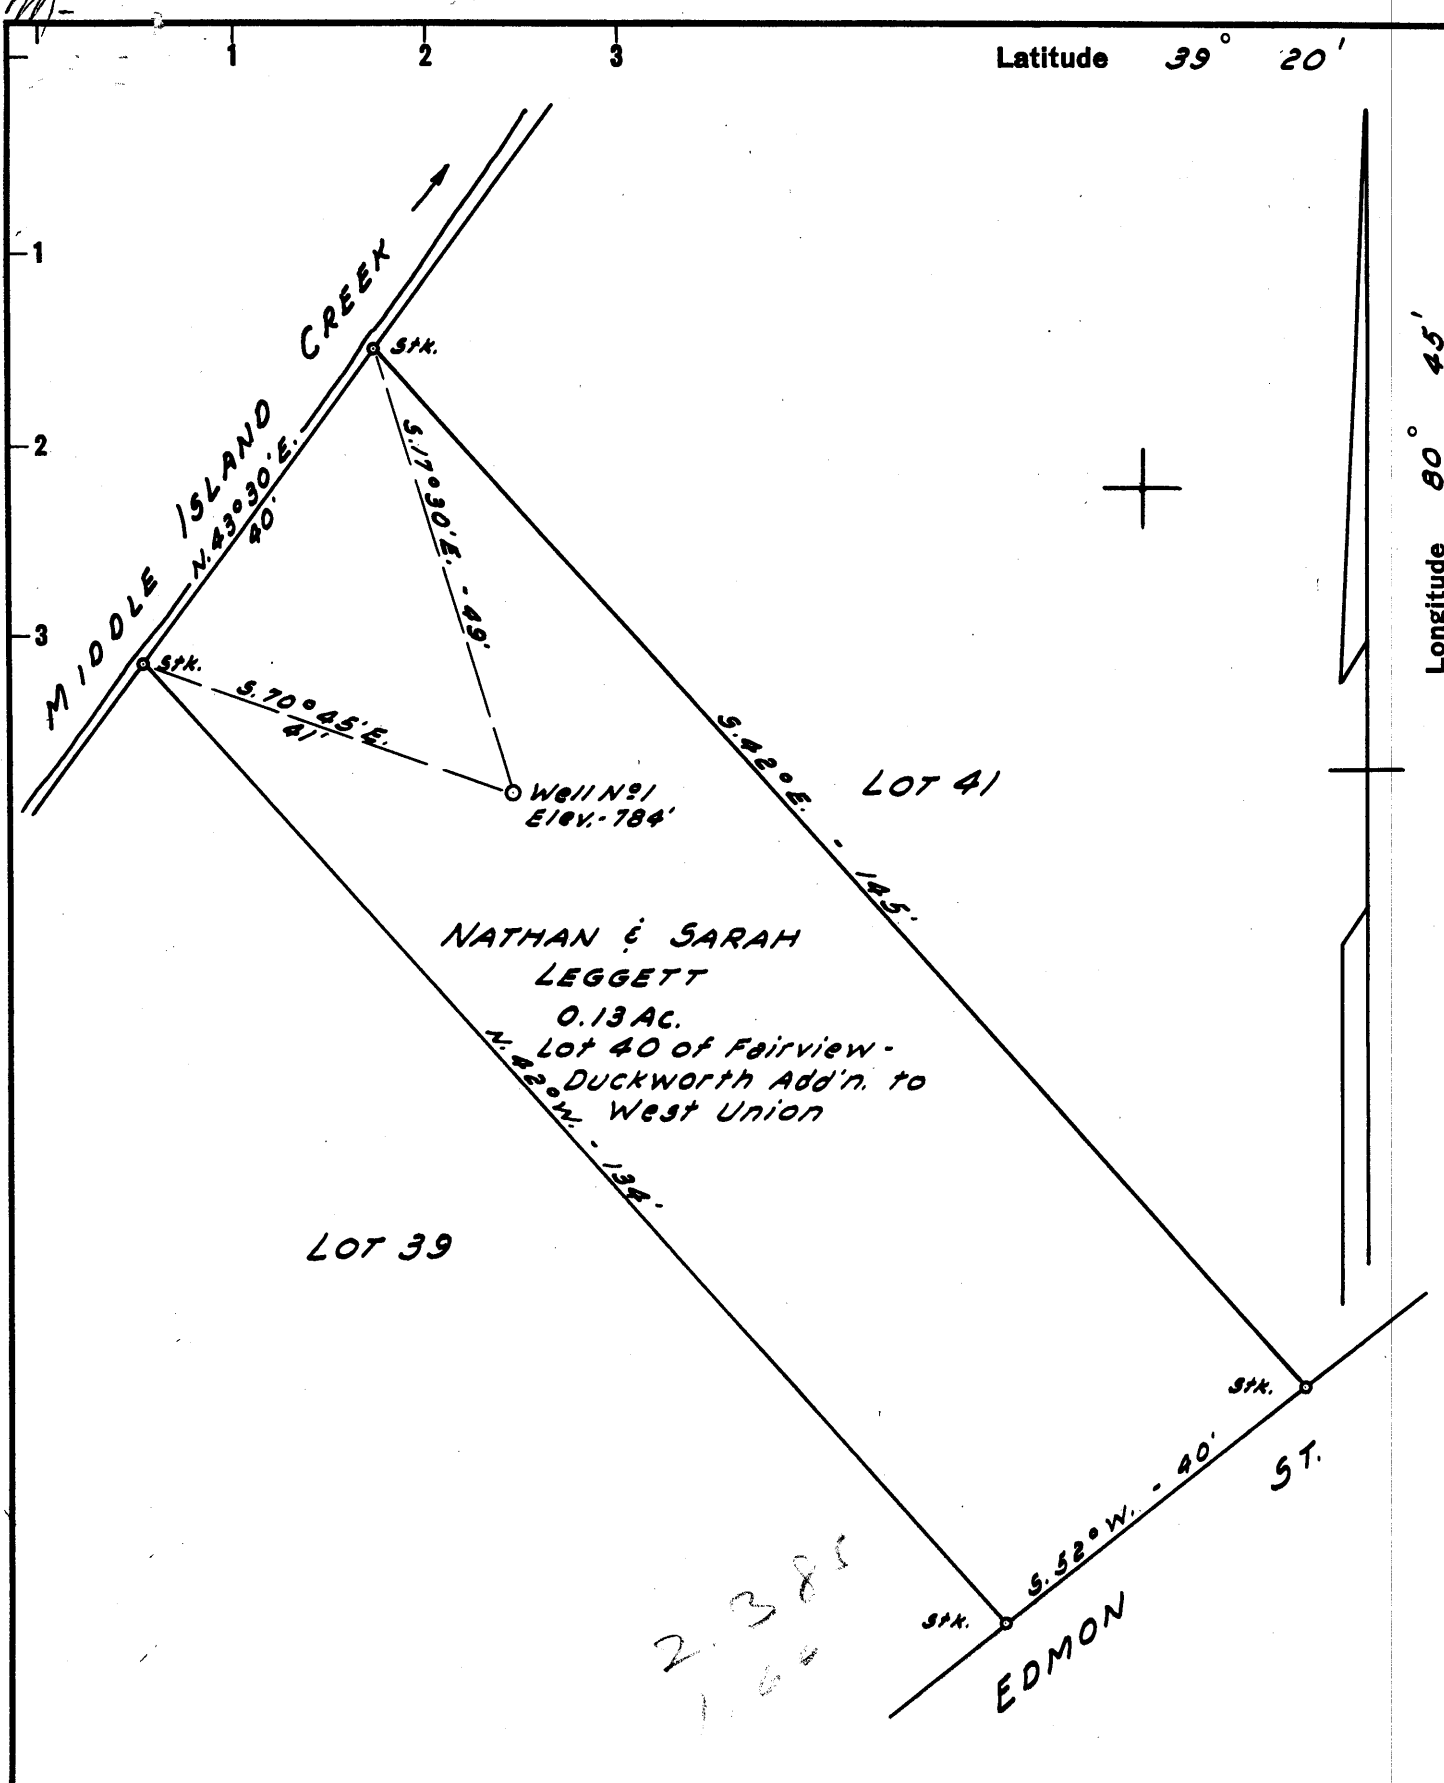 1 2 3 Latitude 39° 20'
Longitude 80° 45'
1
2
3
MIDDLE ISLAND CREEK
N. 43° 30' E.
40'
Stk.
Stk.
S. 17° 30' E. - 49'
S. 70° 45' E.
41'
Well Nº 1
Elev. - 784'
S. 42° E. - 145'
LOT 41
NATHAN & SARAH
LEGGETT
0.13 Ac.
Lot 40 of Fairview -
Duckworth Add'n. to
West Union
N. 42° W. - 134'
LOT 39
Stk.
Stk.
S. 52° W. - 40'
EDMON ST.
2.385